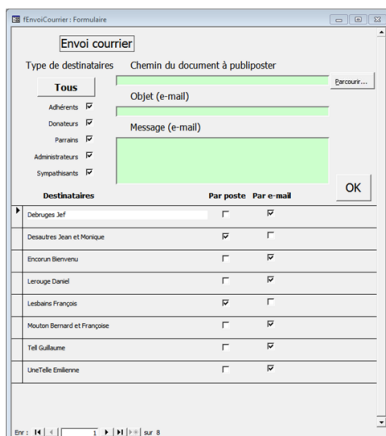 fEnvoiCourrier : Formulaire
Envoi courrier
Type de destinataires
Chemin du document à publiposter
Tous
Parcourir...
Objet (e-mail)
Adhérents
Donateurs
Message (e-mail)
Parrains
Administrateurs
Sympathisants
OK
Destinataires Par poste Par e-mail
Debruges Jef
Desautres Jean et Monique
Encorun Bienvenu
Lerouge Daniel
Lesbains François
Mouton Bernard et Françoise
Tell Guillaume
UneTelle Emilienne
Enr : 1 sur 8